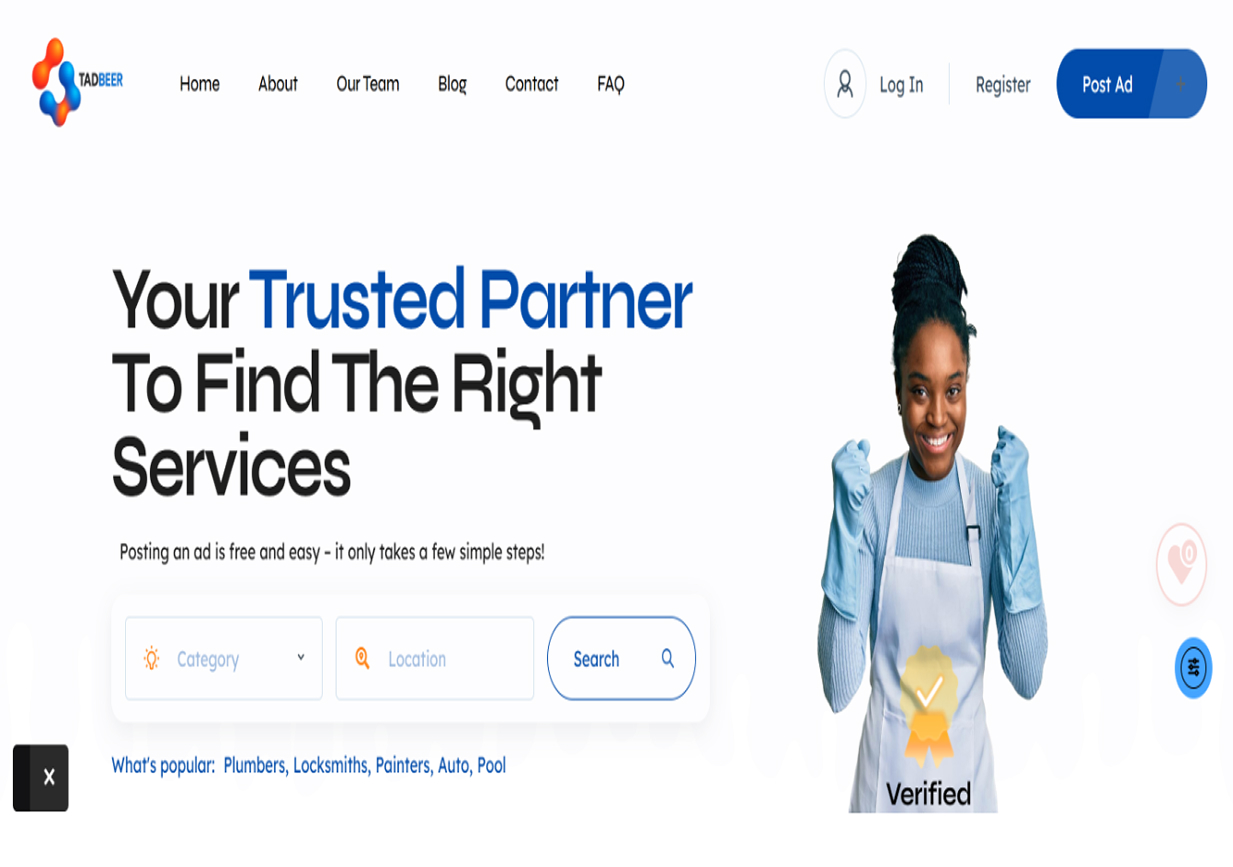 TADBEER
Home About Our Team Blog Contact FAQ Log In Register Post Ad +
Your Trusted Partner
To Find The Right
Services
Posting an ad is free and easy - it only takes a few simple steps!
0
Category Location Search
What's popular: Plumbers, Locksmiths, Painters, Auto, Pool
X
Verified